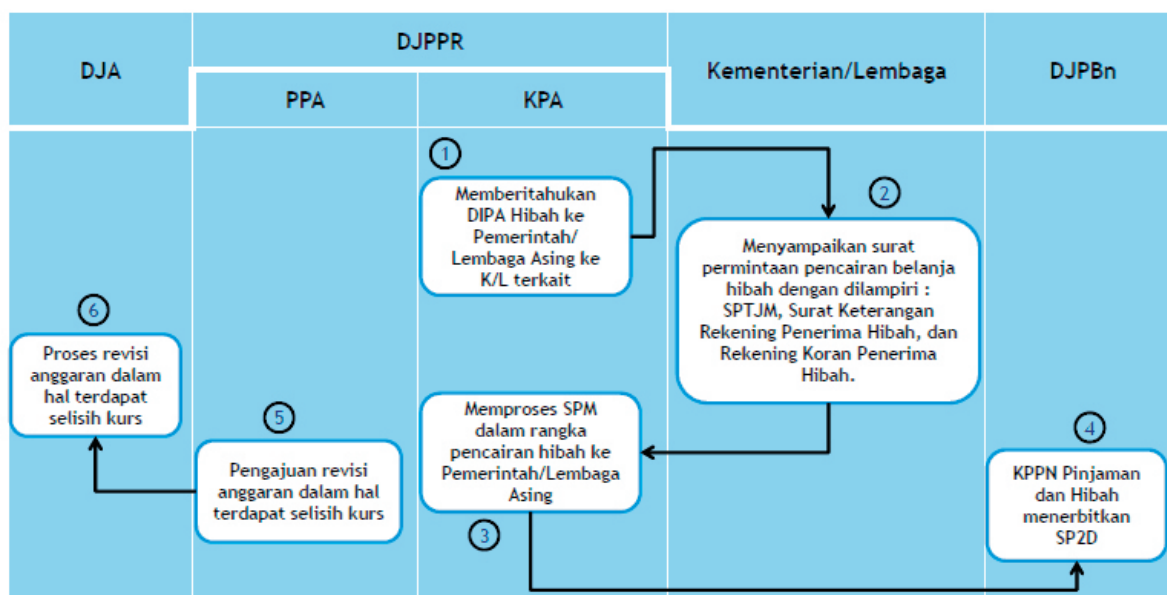 DJA
DJPPR
PPA
KPA
Kementerian/Lembaga
DJPBn
1
Memberitahukan
DIPA Hibah ke
Pemerintah/
Lembaga Asing ke
K/L terkait
2
Menyampaikan surat
permintaan pencairan belanja
hibah dengan dilampiri :
SPTJM, Surat Keterangan
Rekening Penerima Hibah, dan
Rekening Koran Penerima
Hibah.
3
Memproses SPM
dalam rangka
pencairan hibah ke
Pemerintah/Lembaga
Asing
4
KPPN Pinjaman
dan Hibah
menerbitkan
SP2D
5
Pengajuan revisi
anggaran dalam hal
terdapat selisih kurs
6
Proses revisi
anggaran dalam
hal terdapat
selisih kurs